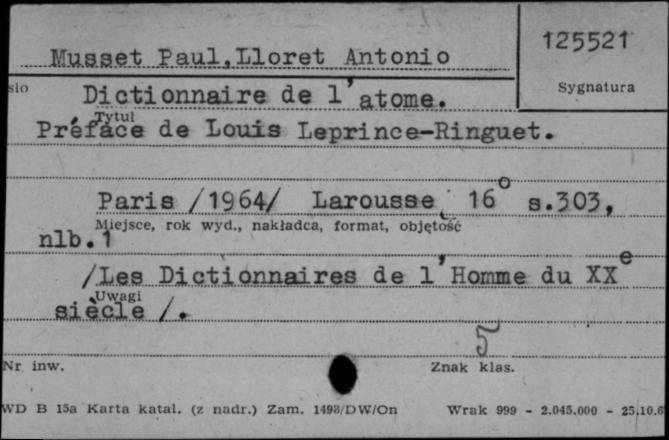 Musset Paul, Lloret Antonio
125521
Sygnatura
sło
Dictionnaire de l'atome.
Tytuł
Préface de Louis Leprince-Ringuet.
Paris /1964/ Larousse 16° s.303,
Miejsce, rok wyd., nakładca, format, objętość
nlb.1
/Les Dictionnaires de l'Homme du XXe
Uwagi
siècle /.
5
Nr inw.
Znak klas.
WD B 15a Karta katal. (z nadr.) Zam. 1498/DW/On Wrak 999 - 2.045.000 - 25.10.6